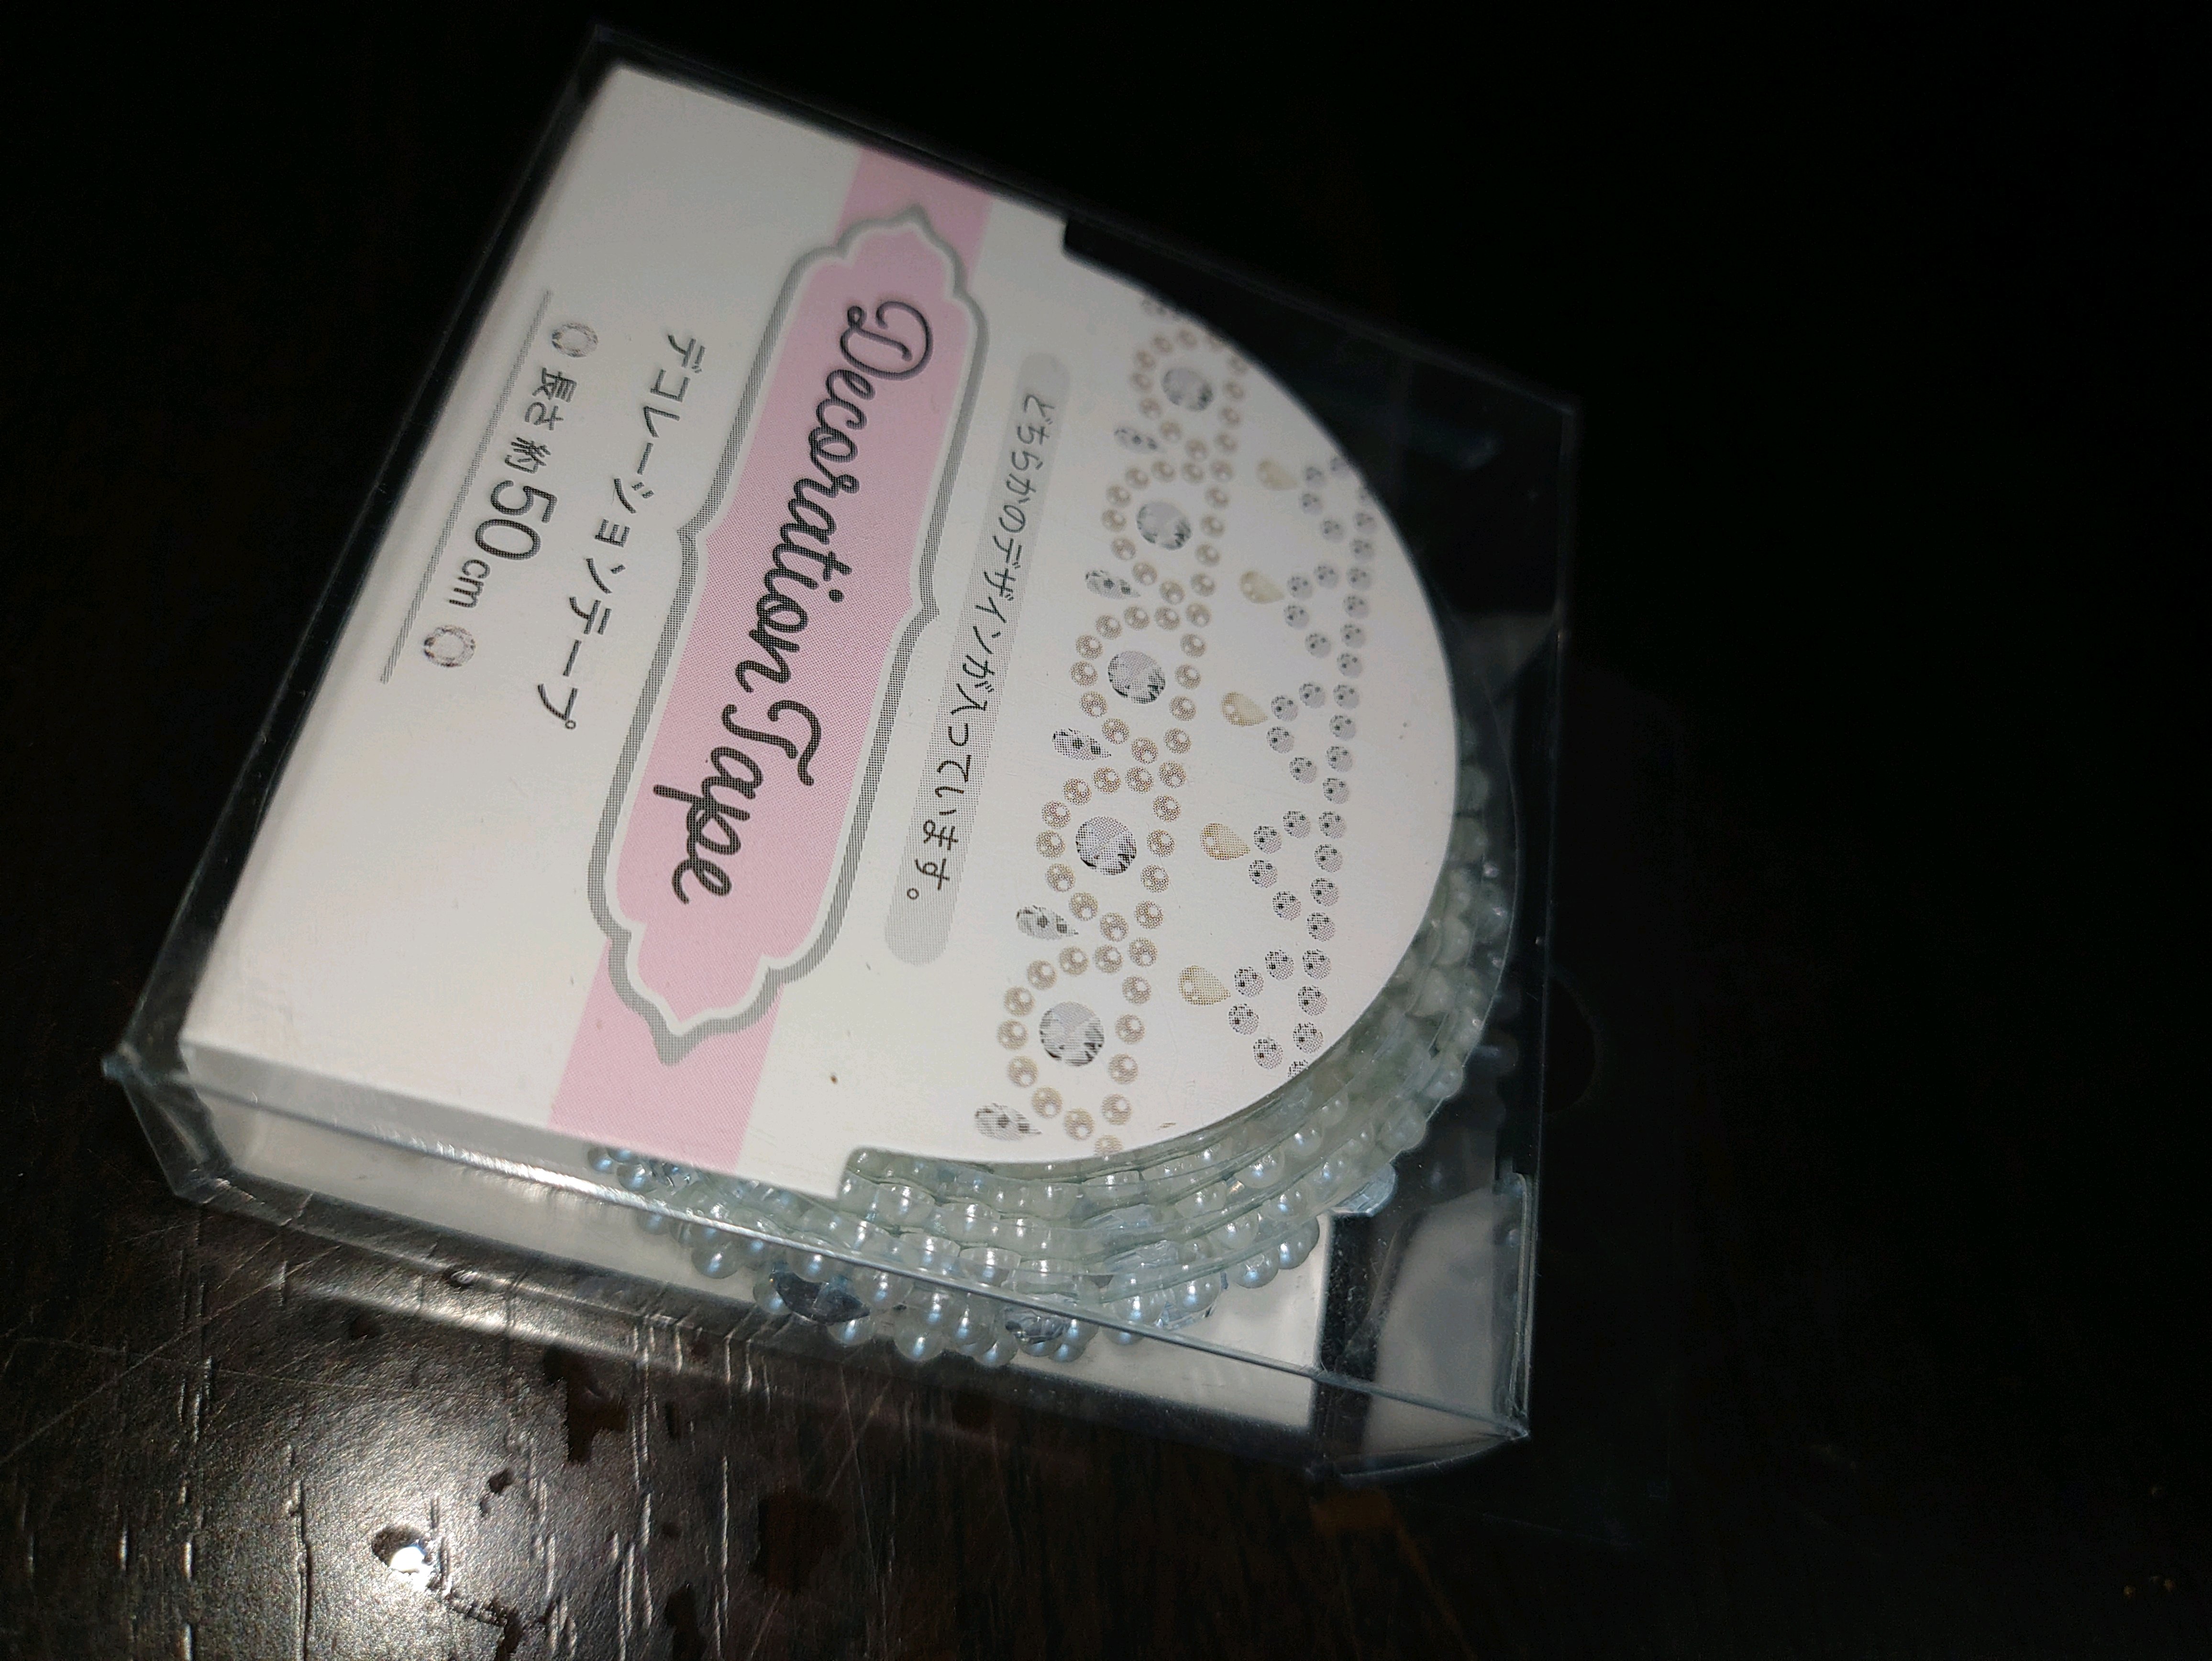 どちらかのデザインが入っています。
Decoration Tape
デコレーションテープ
長さ約50cm